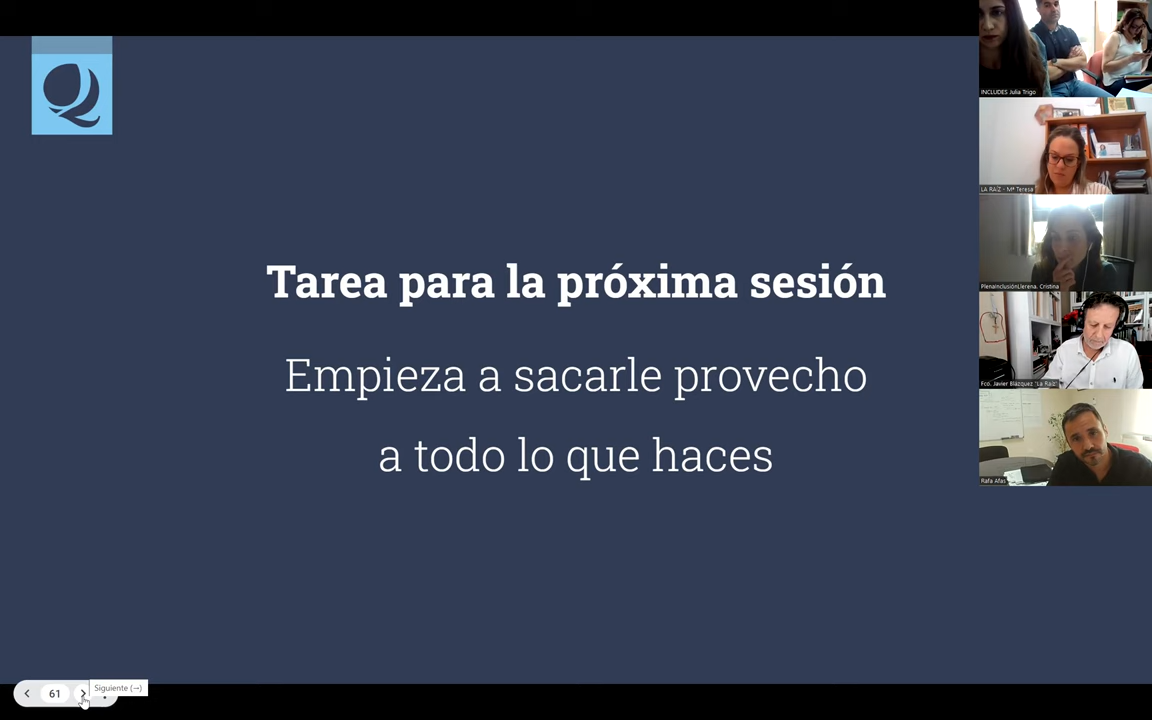 Tarea para la próxima sesión
Empieza a sacarle provecho
a todo lo que haces
INCLUDES Julia Trigo
LA RAÍZ - Mª Teresa
PlenainclusiónLlerena. Cristina
Fco. Javier Blázquez "La Raíz"
Rafa Afas
61
Siguiente (→)